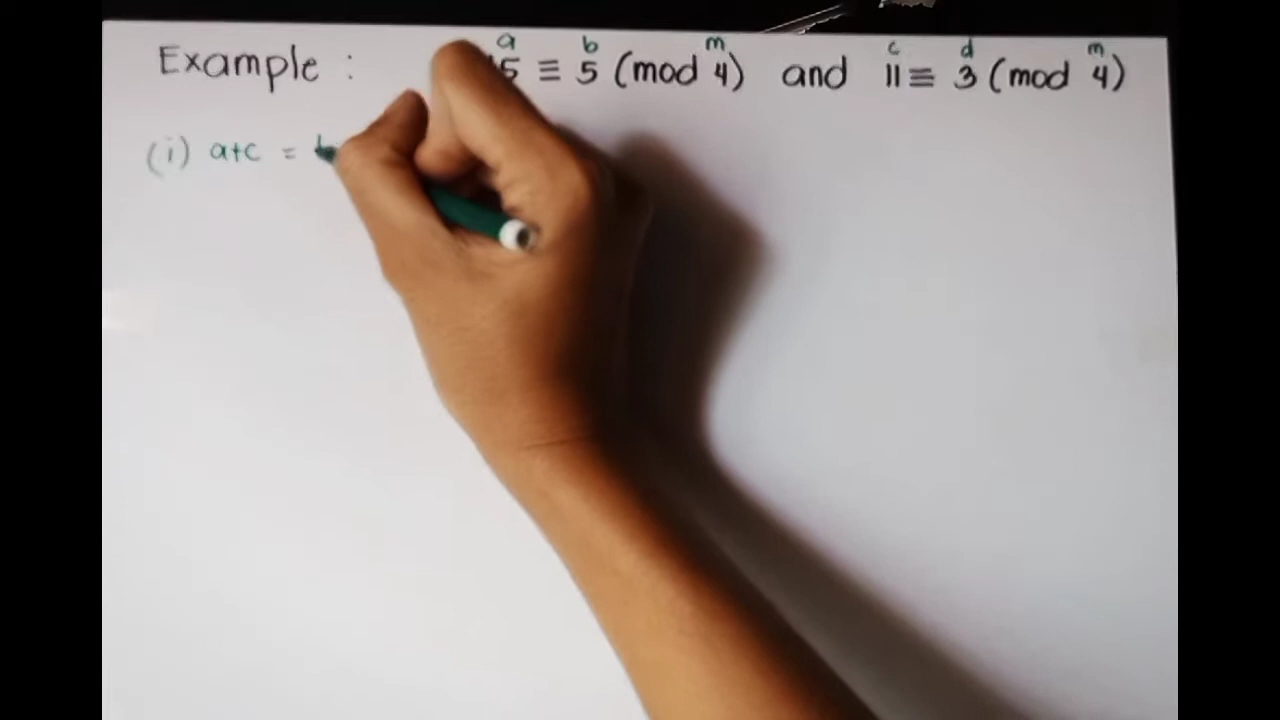 Example : 5 ≡ 5 (mod 4) and 11 ≡ 3 (mod 4)
a b m c d m
(i) a+c =